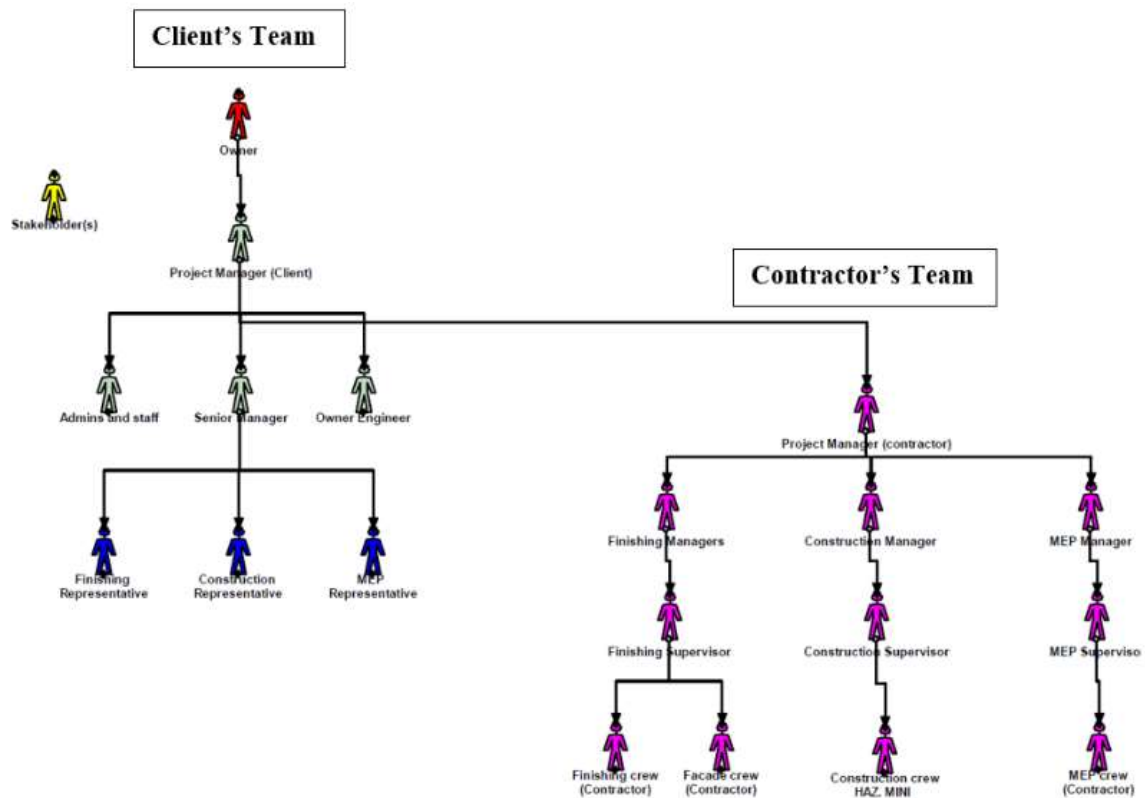 Client's Team
Owner
Stakeholder(s)
Project Manager (Client)
Contractor's Team
Admins and staff
Senior Manager
Owner Engineer
Project Manager (contractor)
Finishing Managers
Construction Manager
MEP Manager
Finishing
Representative
Construction
Representative
MEP
Representative
Finishing Supervisor
Construction Supervisor
MEP Superviso
Finishing crew
(Contractor)
Facade crew
(Contractor)
Construction crew
HAZ. MINI
MEP crew
(Contractor)